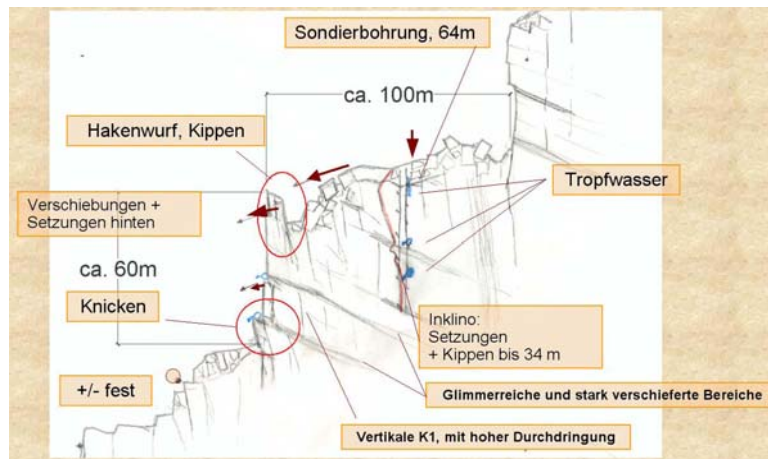 Sondierbohrung, 64m
ca. 100m
Hakenwurf, Kippen
Tropfwasser
Verschiebungen +
Setzungen hinten
ca. 60m
Knicken
Inklino:
Setzungen
+ Kippen bis 34 m
+/- fest
Glimmerreiche und stark verschieferte Bereiche
Vertikale K1, mit hoher Durchdringung